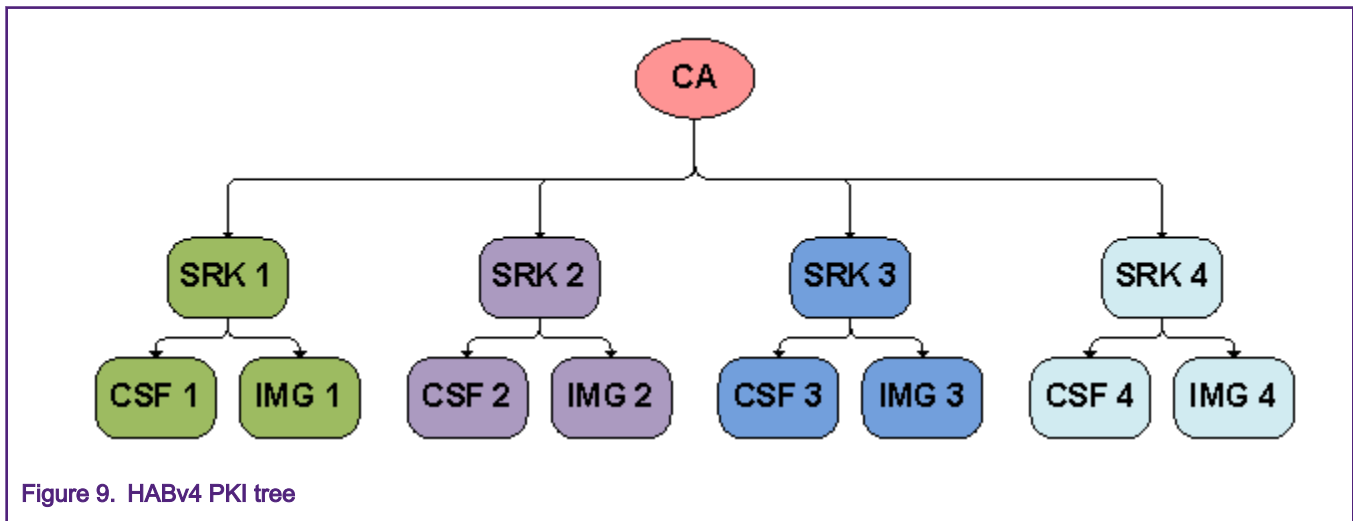 CA
SRK 1 SRK 2 SRK 3 SRK 4
CSF 1 IMG 1 CSF 2 IMG 2 CSF 3 IMG 3 CSF 4 IMG 4
Figure 9. HABv4 PKI tree